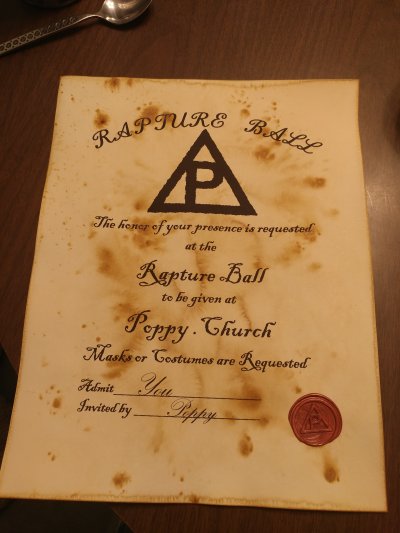 RAPTURE BALL
P
The honor of your presence is requested
at the
Rapture Ball
to be given at
Poppy.Church
Masks or Costumes are Requested
Admit You
Invited by Poppy
P